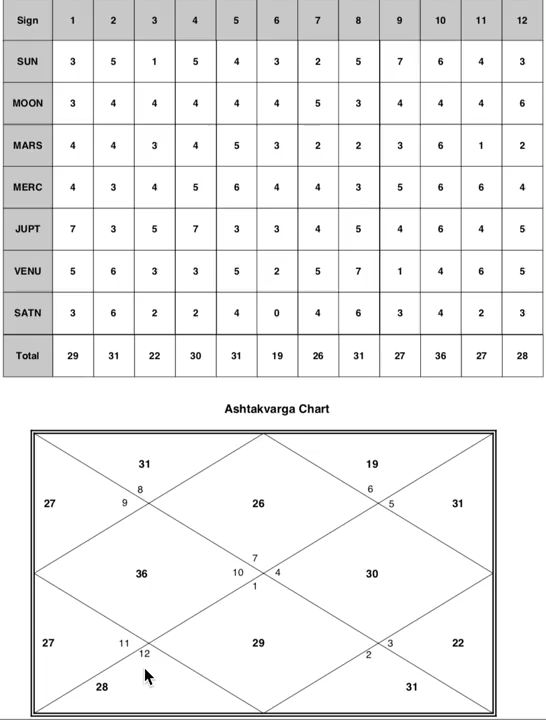 Sign 1 2 3 4 5 6 7 8 9 10 11 12
SUN 3 5 1 5 4 3 2 5 7 6 4 3
MOON 3 4 4 4 4 4 5 3 4 4 4 6
MARS 4 4 3 4 5 3 2 2 3 6 1 2
MERC 4 3 4 5 6 4 4 3 5 6 6 4
JUPT 7 3 5 7 3 3 4 5 4 6 4 5
VENU 5 6 3 3 5 2 5 7 1 4 6 5
SATN 3 6 2 2 4 0 4 6 3 4 2 3
Total 29 31 22 30 31 19 26 31 27 36 27 28
Ashtakvarga Chart
31 19
8 6
27 9 26 5 31
7
36 10 4 30
1
27 11 29 3 22
12 2
28 31